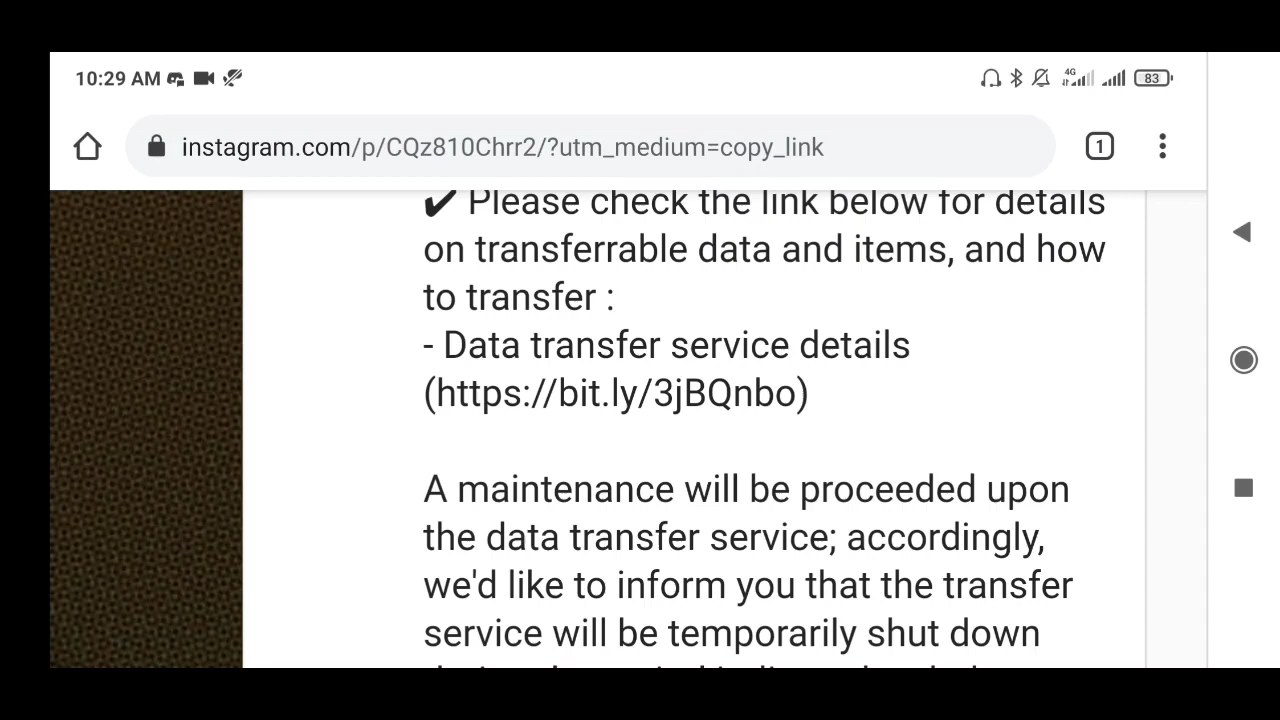 10:29 AM
4G
83
instagram.com/p/CQz810Chrr2/?utm_medium=copy_link
1
✔ Please check the link below for details
on transferrable data and items, and how
to transfer :
- Data transfer service details
(https://bit.ly/3jBQnbo)
A maintenance will be proceeded upon
the data transfer service; accordingly,
we'd like to inform you that the transfer
service will be temporarily shut down